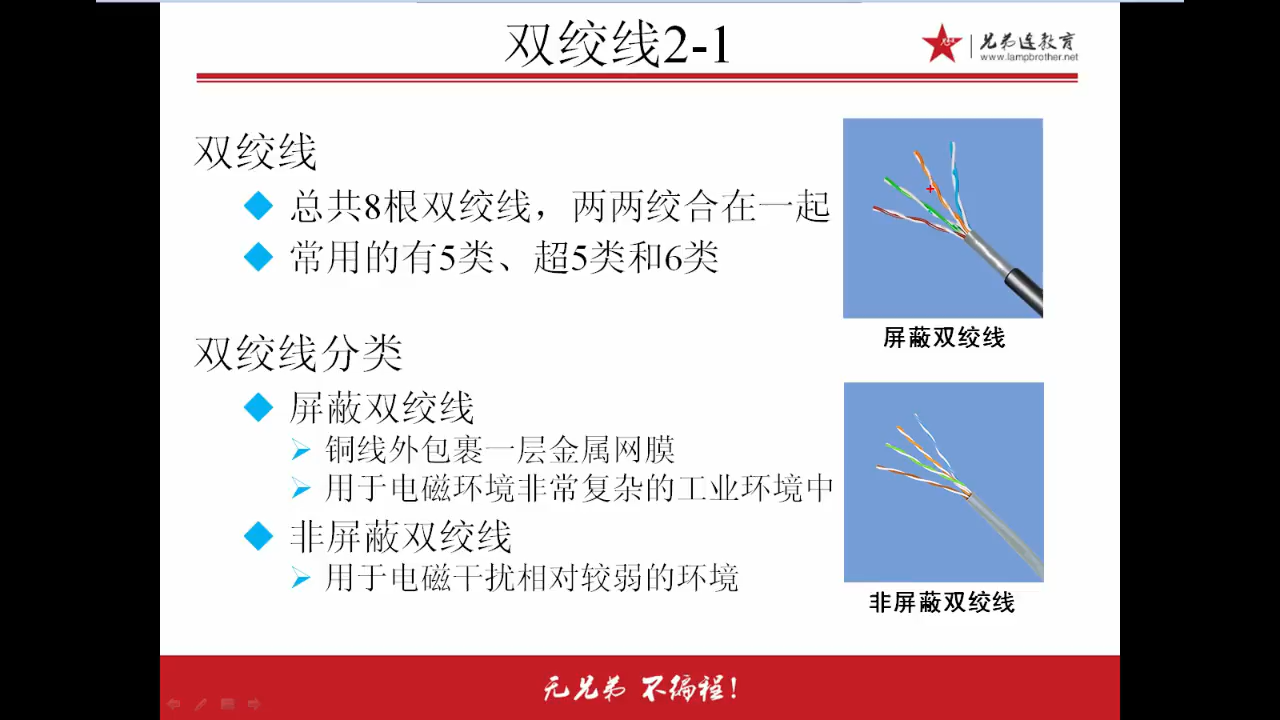 双绞线2-1
兄弟连教育
www.lampbrother.net
双绞线
总共8根双绞线，两两绞合在一起
常用的有5类、超5类和6类
屏蔽双绞线
双绞线分类
屏蔽双绞线
铜线外包裹一层金属网膜
用于电磁环境非常复杂的工业环境中
非屏蔽双绞线
用于电磁干扰相对较弱的环境
非屏蔽双绞线
无兄弟 不编程！